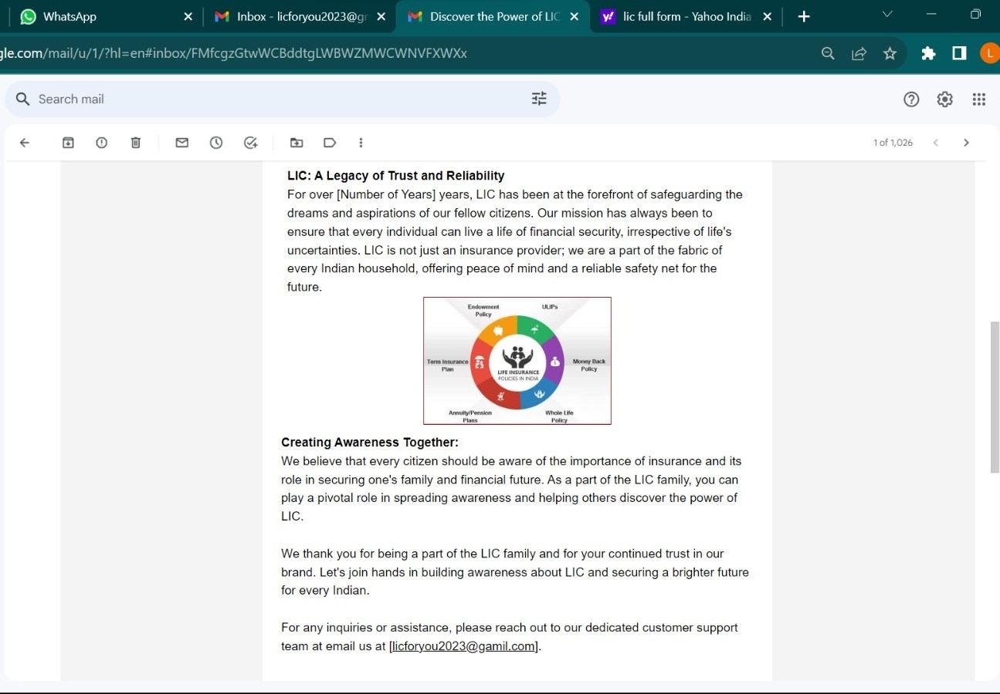 WhatsApp
Inbox - licforyou2023@gr
Discover the Power of LIC
lic full form - Yahoo India
gle.com/mail/u/1/?hl=en#inbox/FMfcgzGtwWCBddtgLWBWZMWCWNVFXWXx
L
Search mail
1 of 1,026
LIC: A Legacy of Trust and Reliability
For over [Number of Years] years, LIC has been at the forefront of safeguarding the
dreams and aspirations of our fellow citizens. Our mission has always been to
ensure that every individual can live a life of financial security, irrespective of life's
uncertainties. LIC is not just an insurance provider; we are a part of the fabric of
every Indian household, offering peace of mind and a reliable safety net for the
future.
Endowment
Policy
ULIPs
Term Insurance
Plan
LIFE INSURANCE
POLICIES IN INDIA
Money Back
Policy
Annuity/Pension
Plans
Whole Life
Policy
Creating Awareness Together:
We believe that every citizen should be aware of the importance of insurance and its
role in securing one's family and financial future. As a part of the LIC family, you can
play a pivotal role in spreading awareness and helping others discover the power of
LIC.
We thank you for being a part of the LIC family and for your continued trust in our
brand. Let's join hands in building awareness about LIC and securing a brighter future
for every Indian.
For any inquiries or assistance, please reach out to our dedicated customer support
team at email us at [licforyou2023@gamil.com].